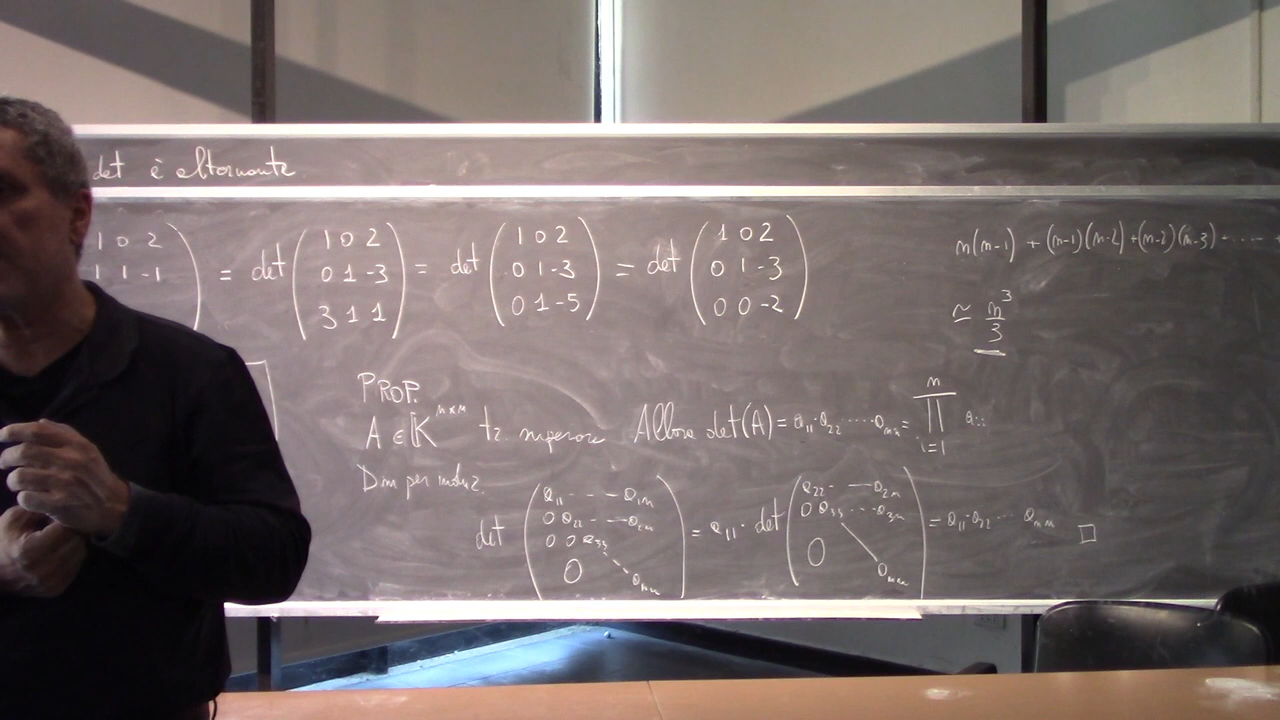 det è alternante
1 0 2
1 1 -1
= det ( 1 0 2
0 1 -3
3 1 1 )
= det ( 1 0 2
0 1 -3
0 1 -5 )
= det ( 1 0 2
0 1 -3
0 0 -2 )
n(n-1) + (n-1)(n-2) + (n-2)(n-3) + ....
≃ n³/3
PROP.
A ∈ K^{n×n} tr. superiore Allora det(A) = a₁₁·a₂₂ ····· aₙₙ = ∏_{i=1}^{n} aᵢᵢ
Dim per induz.
det ( a₁₁ - - - a₁ₙ
0 a₂₂ - - a₂ₙ
0 0 a₃₃
0 aₙₙ )
= a₁₁ · det ( a₂₂ - — a₂ₙ
0 a₃₃ ··· a₃ₙ
0 aₙₙ )
= a₁₁·a₂₂ ··· aₙₙ □